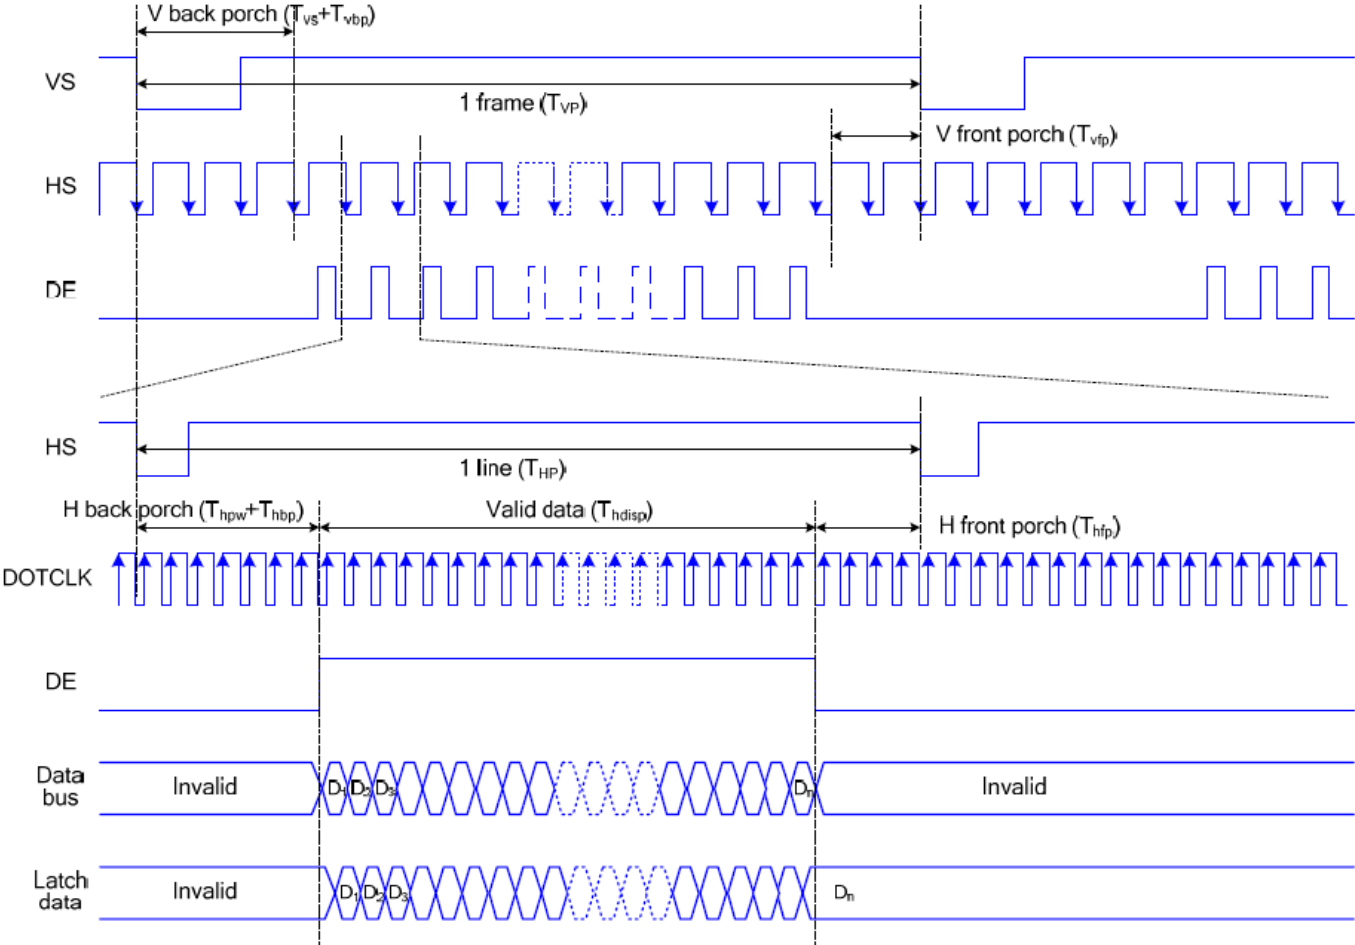 V back porch (Tvs+Tvbp)
VS
1 frame (TVP)
V front porch (Tvfp)
HS
DE
HS
1 line (THP)
H back porch (Thpw+Thbp)
Valid data (Thdisp)
H front porch (Thfp)
DOTCLK
DE
Data
bus
Invalid
D1
D2
D3
Dn
Invalid
Latch
data
Invalid
D1
D2
D3
Dn